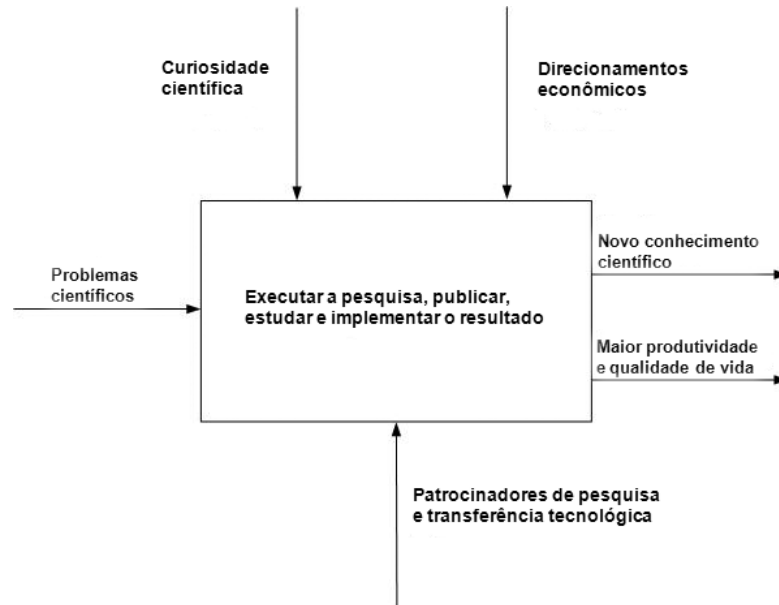 Curiosidade
científica
Direcionamentos
econômicos
Problemas
científicos
Executar a pesquisa, publicar,
estudar e implementar o resultado
Novo conhecimento
científico
Maior produtividade
e qualidade de vida
Patrocinadores de pesquisa
e transferência tecnológica